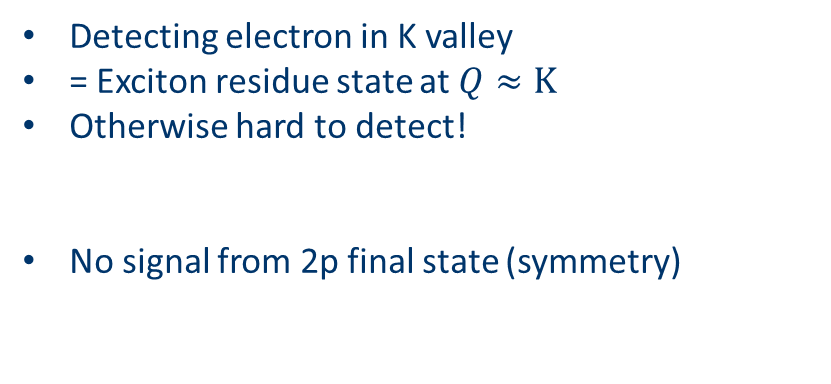 • Detecting electron in K valley
• = Exciton residue state at Q ≈ K
• Otherwise hard to detect!
• No signal from 2p final state (symmetry)